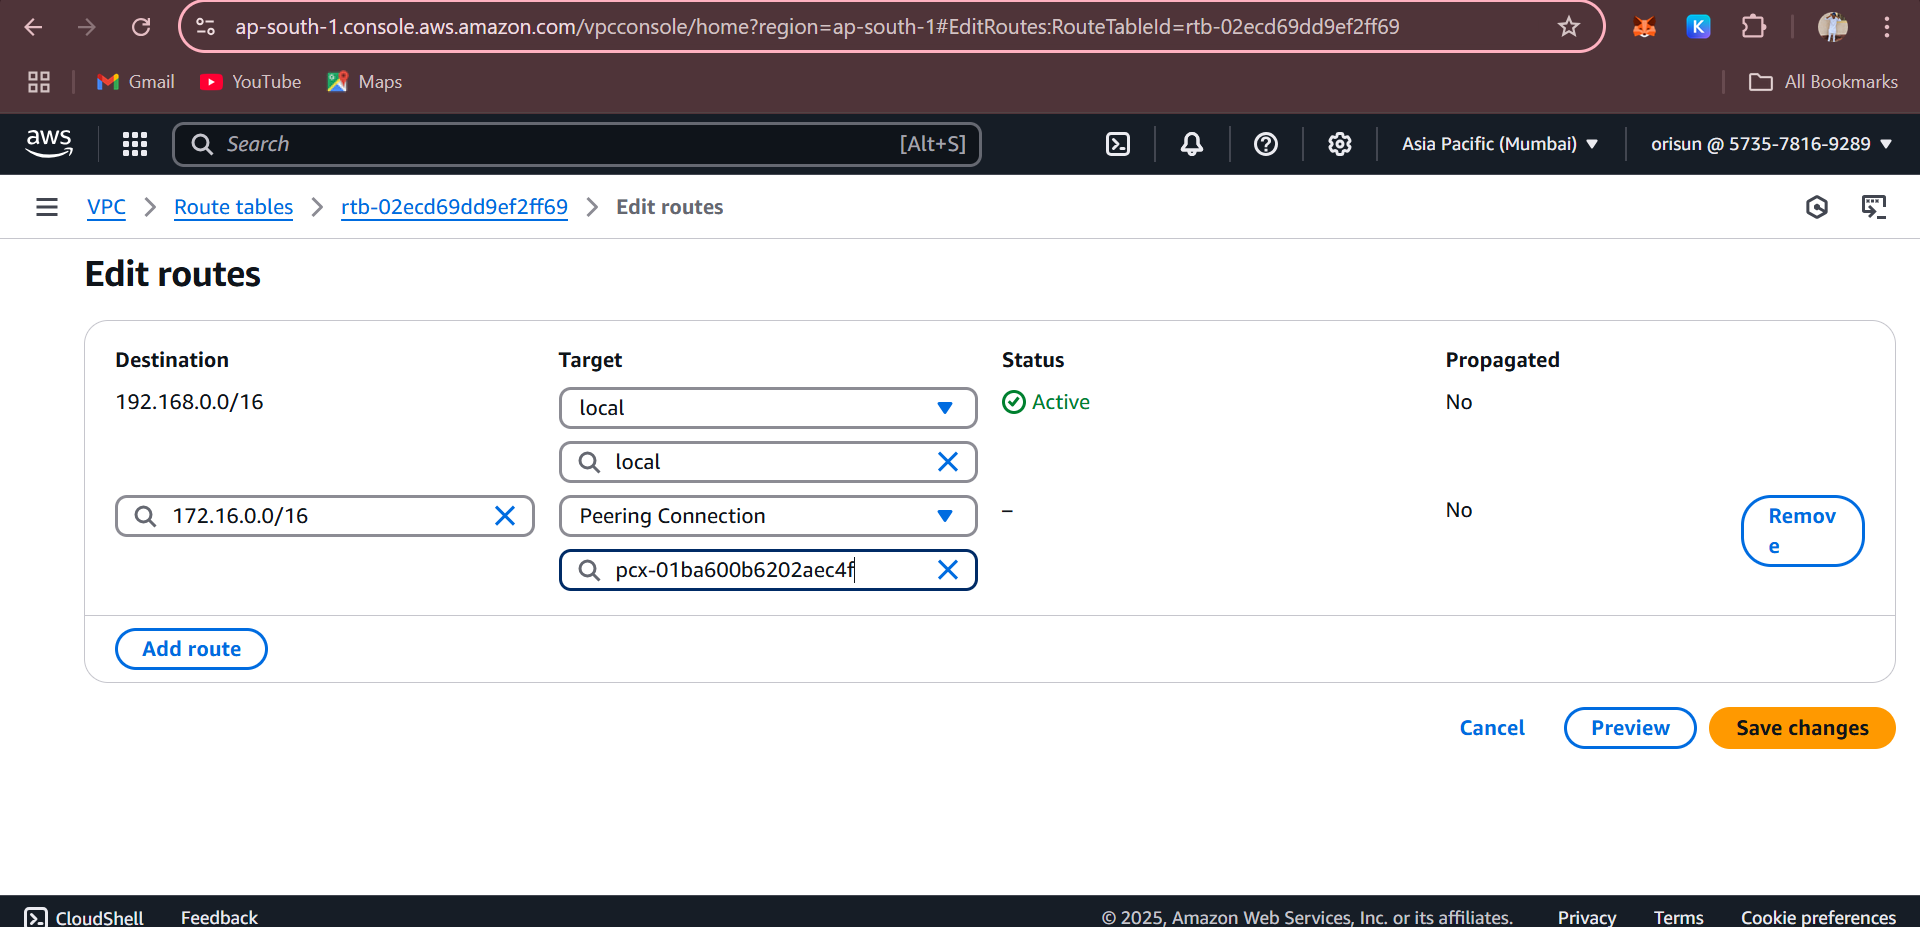 ap-south-1.console.aws.amazon.com/vpcconsole/home?region=ap-south-1#EditRoutes:RouteTableId=rtb-02ecd69dd9ef2ff69
K
Gmail YouTube Maps All Bookmarks
aws Search [Alt+S] Asia Pacific (Mumbai) orisun @ 5735-7816-9289
VPC Route tables rtb-02ecd69dd9ef2ff69 Edit routes
Edit routes
Destination Target Status Propagated
192.168.0.0/16 local Active No
local
172.16.0.0/16 Peering Connection – No Remov
e
pcx-01ba600b6202aec4f
Add route
Cancel Preview Save changes
CloudShell Feedback © 2025, Amazon Web Services, Inc. or its affiliates. Privacy Terms Cookie preferences